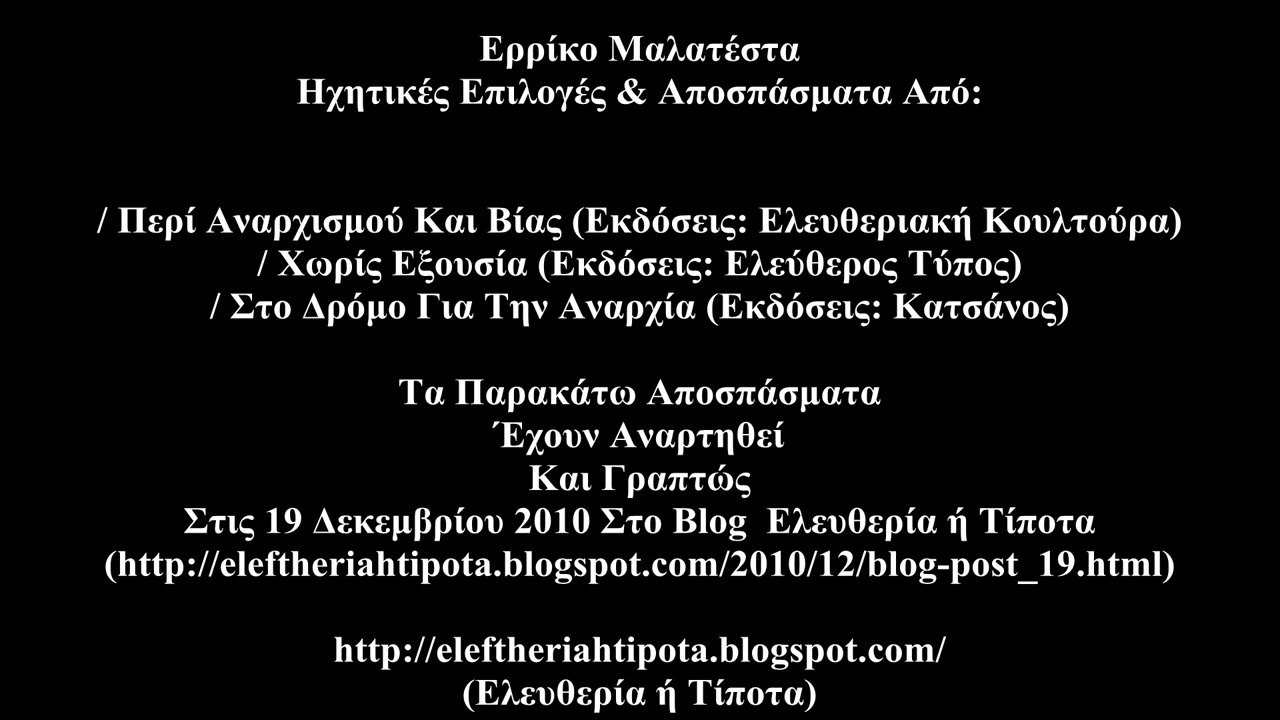 Ερρίκο Μαλατέστα
Ηχητικές Επιλογές & Αποσπάσματα Από:
/ Περί Αναρχισμού Και Βίας (Εκδόσεις: Ελευθεριακή Κουλτούρα)
/ Χωρίς Εξουσία (Εκδόσεις: Ελεύθερος Τύπος)
/ Στο Δρόμο Για Την Αναρχία (Εκδόσεις: Κατσάνος)
Τα Παρακάτω Αποσπάσματα
Έχουν Αναρτηθεί
Και Γραπτώς
Στις 19 Δεκεμβρίου 2010 Στο Blog  Ελευθερία ή Τίποτα
(http://eleftheriahtipota.blogspot.com/2010/12/blog-post_19.html)
http://eleftheriahtipota.blogspot.com/
(Ελευθερία ή Τίποτα)